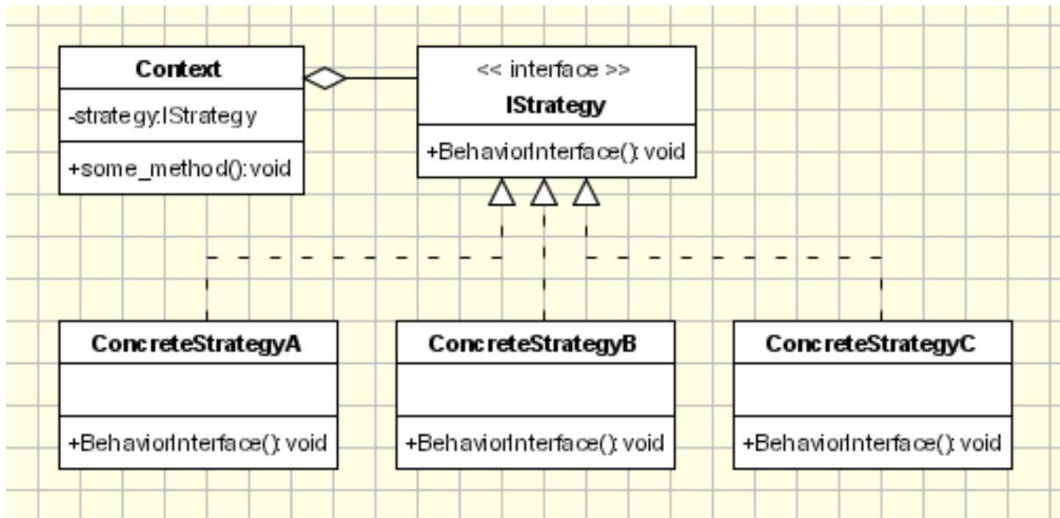 Context
-strategy:IStrategy
+some_method():void
<< interface >>
IStrategy
+BehaviorInterface(): void
ConcreteStrategyA
+BehaviorInterface(): void
ConcreteStrategyB
+BehaviorInterface(): void
ConcreteStrategyC
+BehaviorInterface(): void